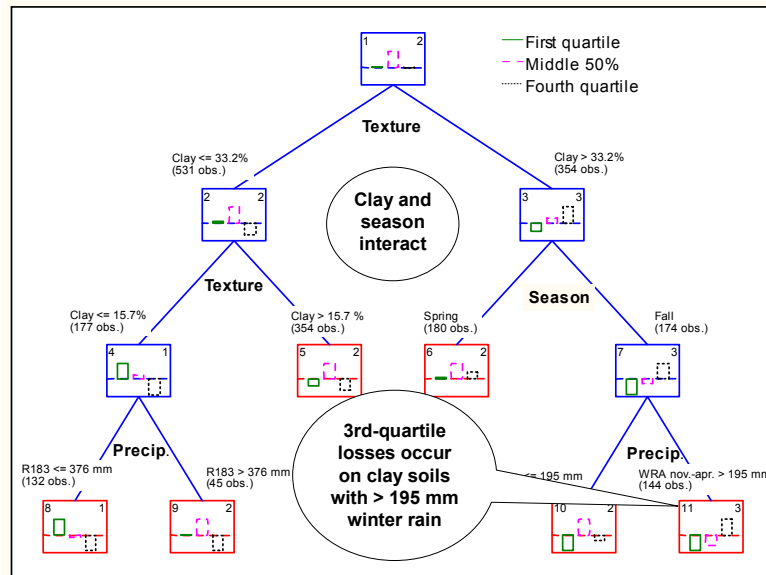 1 2
First quartile
Middle 50%
Fourth quartile
Texture
Clay <= 33.2%
(531 obs.)
Clay > 33.2%
(354 obs.)
2 2
Clay and
season
interact
3 3
Texture
Season
Clay <= 15.7%
(177 obs.)
Clay > 15.7 %
(354 obs.)
Spring
(180 obs.)
Fall
(174 obs.)
4 1
5 2
6 2
7 3
Precip.
3rd-quartile
losses occur
on clay soils
with > 195 mm
winter rain
Precip.
R183 <= 376 mm
(132 obs.)
R183 > 376 mm
(45 obs.)
<= 195 mm
WRA nov.-apr. > 195 mm
(144 obs.)
8 1
9 2
10 2
11 3